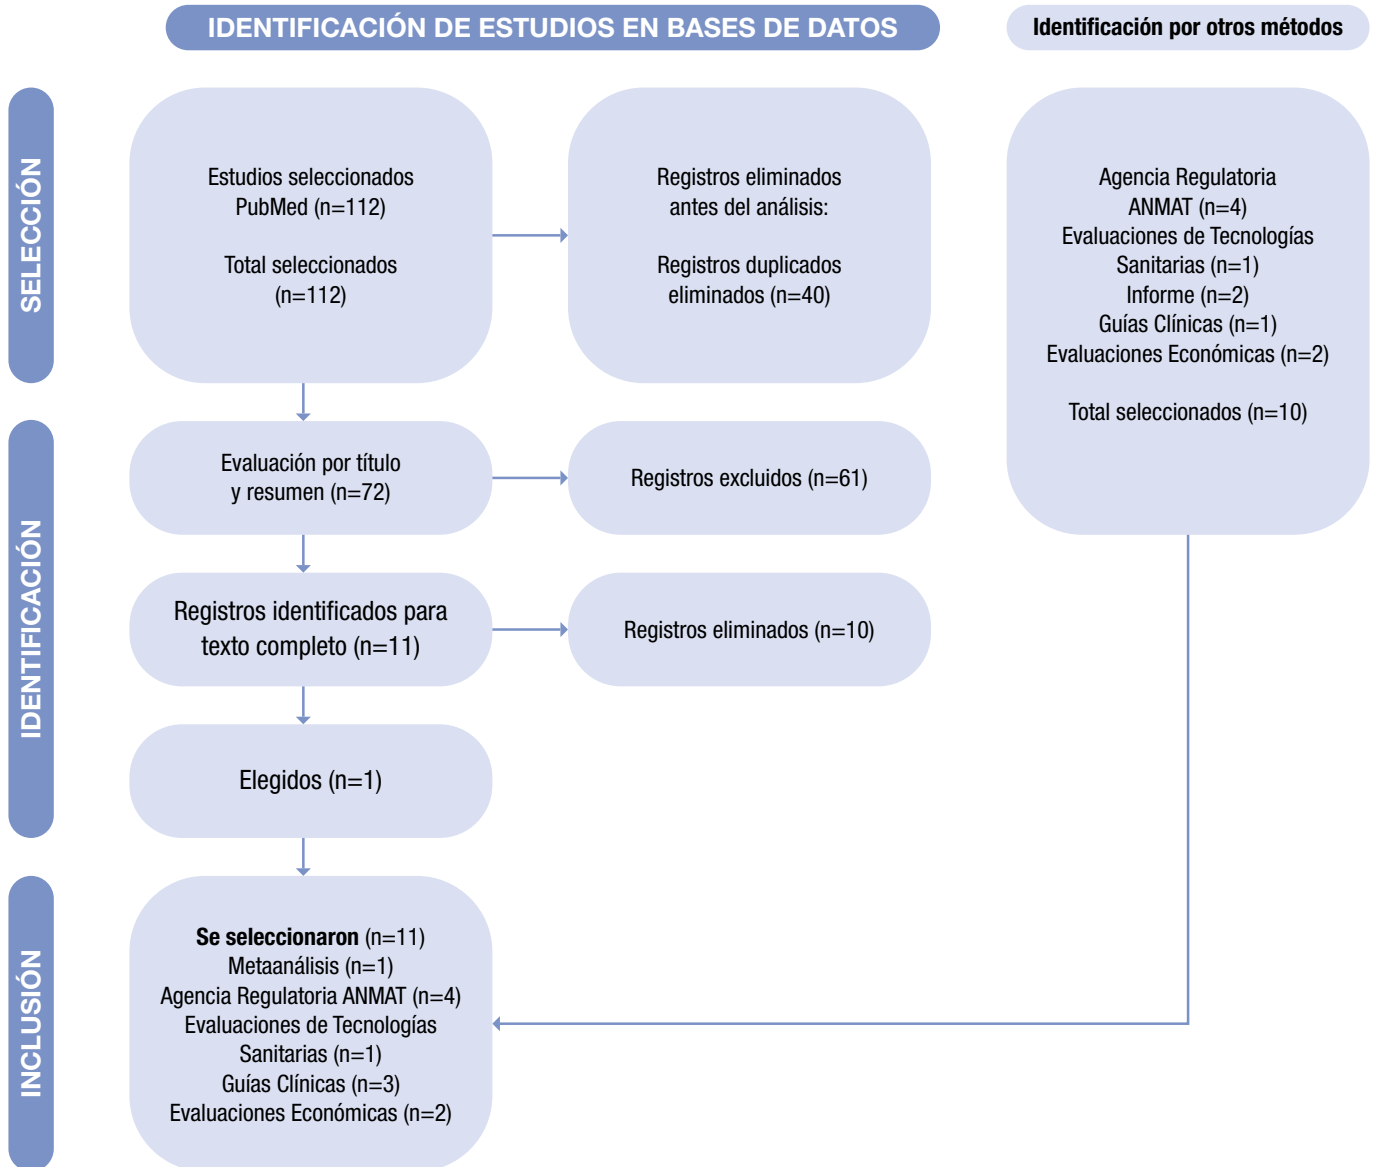 IDENTIFICACIÓN DE ESTUDIOS EN BASES DE DATOS
Identificación por otros métodos
SELECCIÓN
Estudios seleccionados
PubMed (n=112)
Total seleccionados
(n=112)
Registros eliminados
antes del análisis:
Registros duplicados
eliminados (n=40)
Agencia Regulatoria
ANMAT (n=4)
Evaluaciones de Tecnologías
Sanitarias (n=1)
Informe (n=2)
Guías Clínicas (n=1)
Evaluaciones Económicas (n=2)
Total seleccionados (n=10)
IDENTIFICACIÓN
Evaluación por título
y resumen (n=72)
Registros excluidos (n=61)
Registros identificados para
texto completo (n=11)
Registros eliminados (n=10)
Elegidos (n=1)
INCLUSIÓN
Se seleccionaron (n=11)
Metaanálisis (n=1)
Agencia Regulatoria ANMAT (n=4)
Evaluaciones de Tecnologías
Sanitarias (n=1)
Guías Clínicas (n=3)
Evaluaciones Económicas (n=2)